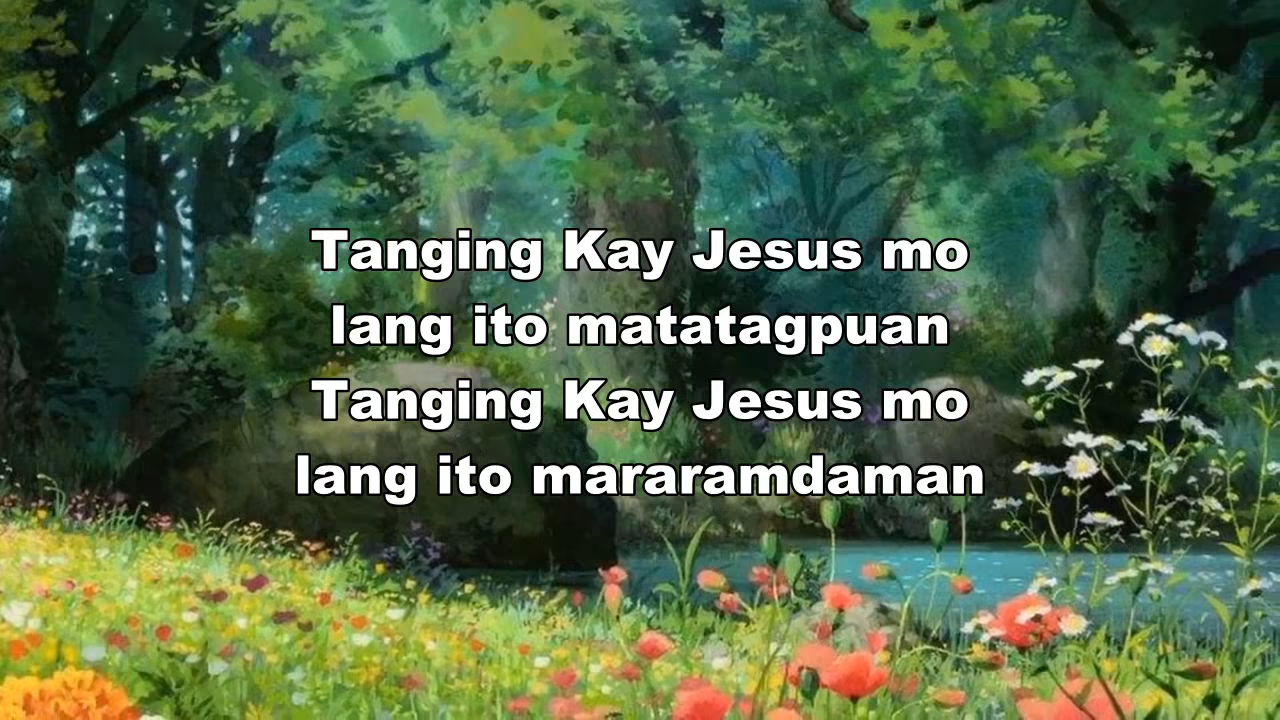 Tanging Kay Jesus mo
lang ito matatagpuan
Tanging Kay Jesus mo
lang ito mararamdaman